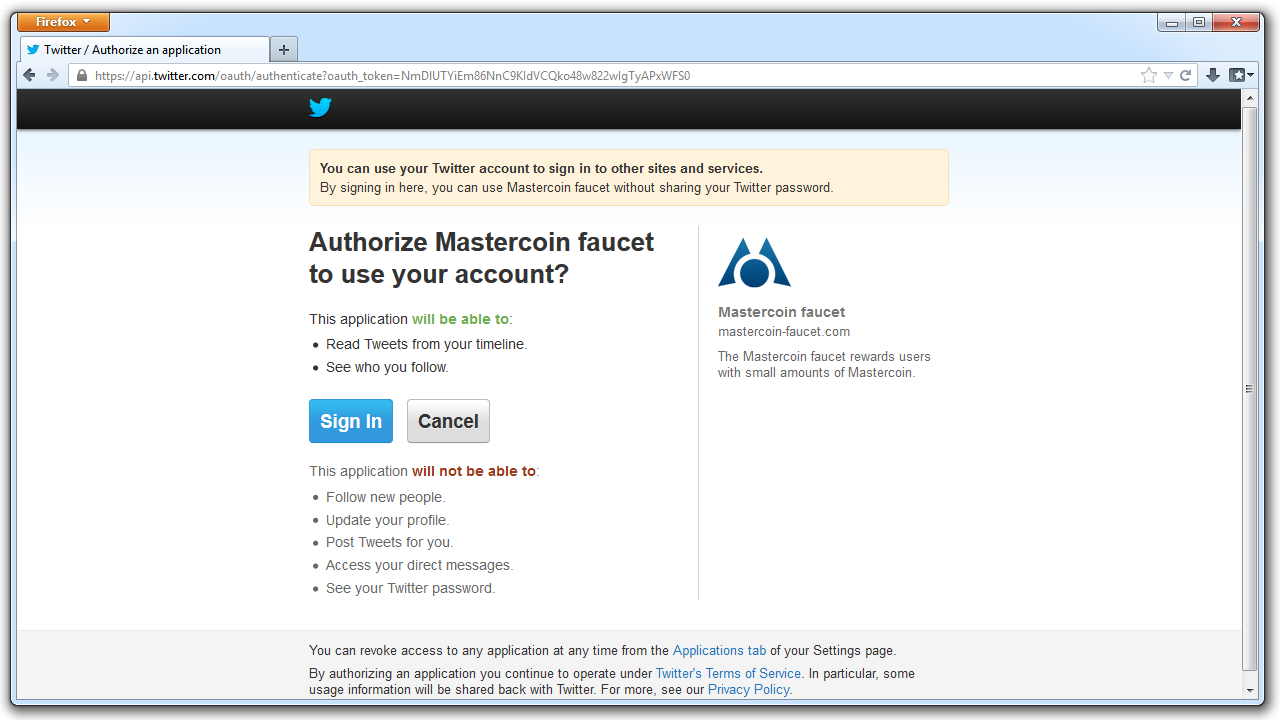 Firefox
Twitter / Authorize an application
https://api.twitter.com/oauth/authenticate?oauth_token=NmDIUTYiEm86NnC9KldVCQko48w822wIgTyAPxWFS0
You can use your Twitter account to sign in to other sites and services.
By signing in here, you can use Mastercoin faucet without sharing your Twitter password.
Authorize Mastercoin faucet
to use your account?
This application will be able to:
Read Tweets from your timeline.
See who you follow.
Sign In Cancel
This application will not be able to:
Follow new people.
Update your profile.
Post Tweets for you.
Access your direct messages.
See your Twitter password.
Mastercoin faucet
mastercoin-faucet.com
The Mastercoin faucet rewards users
with small amounts of Mastercoin.
You can revoke access to any application at any time from the Applications tab of your Settings page.
By authorizing an application you continue to operate under Twitter's Terms of Service. In particular, some
usage information will be shared back with Twitter. For more, see our Privacy Policy.